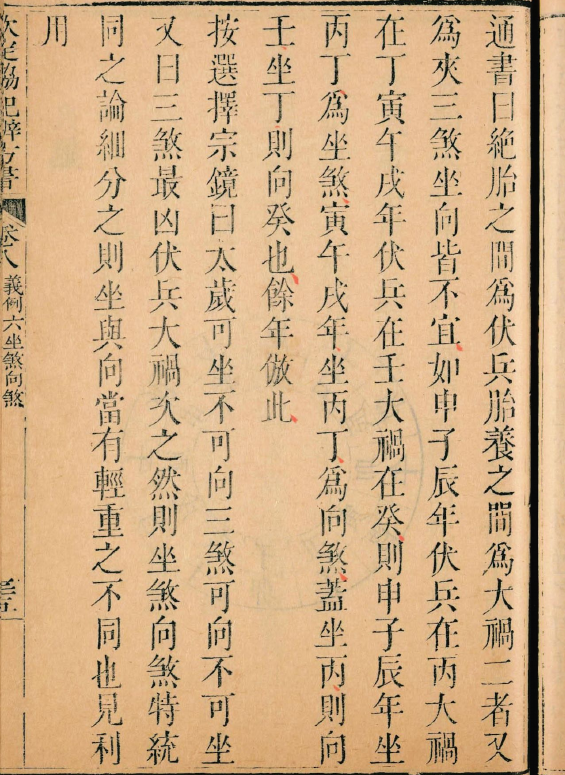 通書曰絶胎之間爲伏兵胎養之間爲大禍二者又
爲夾三煞坐向皆不宜如申子辰年伏兵在丙大禍
在丁寅午戌年伏兵在壬大禍在癸則申子辰年坐
丙丁爲坐煞寅午戌年坐丙丁爲向煞蓋坐丙則向
壬坐丁則向癸也餘年倣此
按選擇宗鏡曰太歲可坐不可向三煞可向不可坐
又曰三煞最凶伏兵大禍次之然則坐煞向煞特統
同之論細分之則坐與向當有輕重之不同也見利
用
欽定協紀辨方書
卷八
義例六坐煞向煞